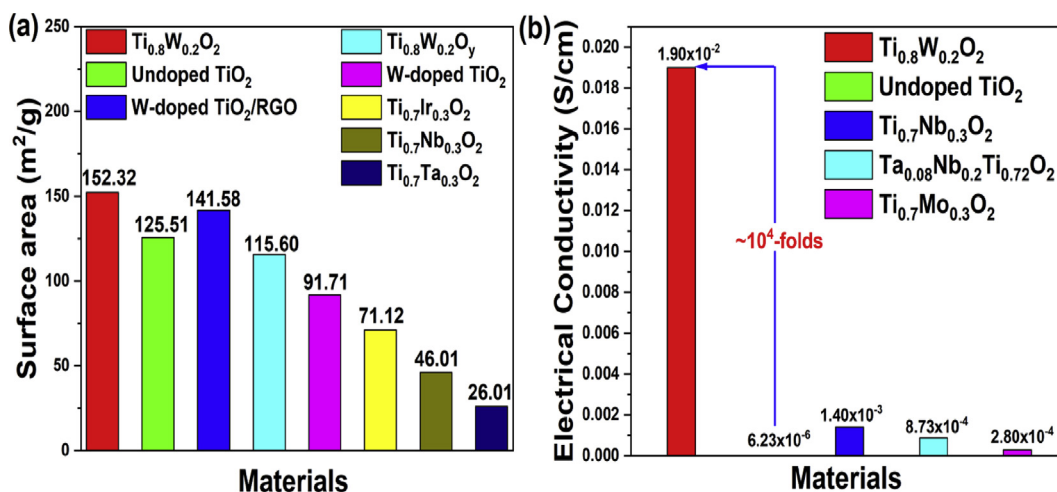 (a)
250
200
150
100
50
0
Surface area (m²/g)
Ti₀.₈W₀.₂O₂
Undoped TiO₂
W-doped TiO₂/RGO
Ti₀.₈W₀.₂Oᵧ
W-doped TiO₂
Ti₀.₇Ir₀.₃O₂
Ti₀.₇Nb₀.₃O₂
Ti₀.₇Ta₀.₃O₂
152.32
125.51
141.58
115.60
91.71
71.12
46.01
26.01
Materials
(b)
0.020
0.018
0.016
0.014
0.012
0.010
0.008
0.006
0.004
0.002
0.000
Electrical Conductivity (S/cm)
1.90x10⁻²
Ti₀.₈W₀.₂O₂
Undoped TiO₂
Ti₀.₇Nb₀.₃O₂
Ta₀.₀₈Nb₀.₂Ti₀.₇₂O₂
Ti₀.₇Mo₀.₃O₂
~10⁴-folds
6.23x10⁻⁶
1.40x10⁻³
8.73x10⁻⁴
2.80x10⁻⁴
Materials